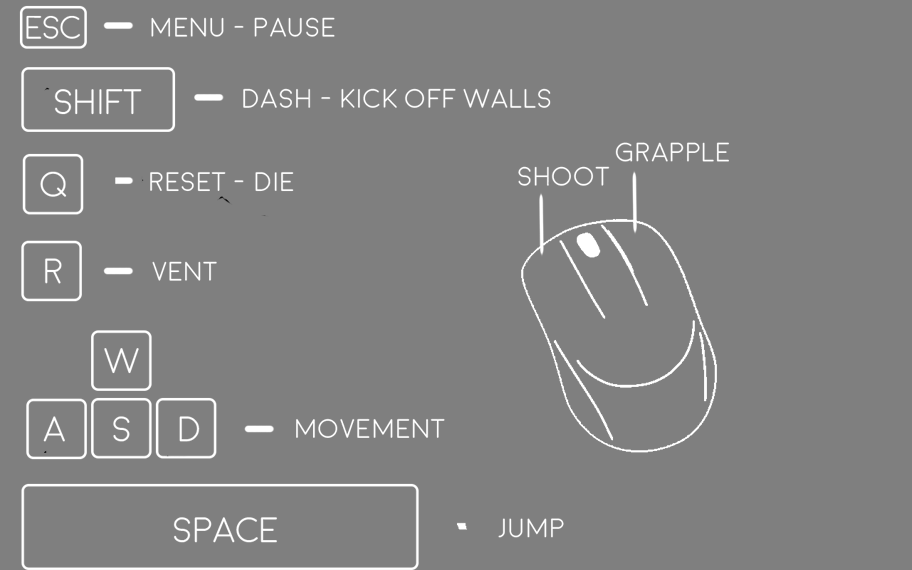 ESC - MENU - PAUSE
SHIFT - DASH - KICK OFF WALLS
GRAPPLE
SHOOT
Q - RESET - DIE
R - VENT
W
A S D - MOVEMENT
SPACE - JUMP